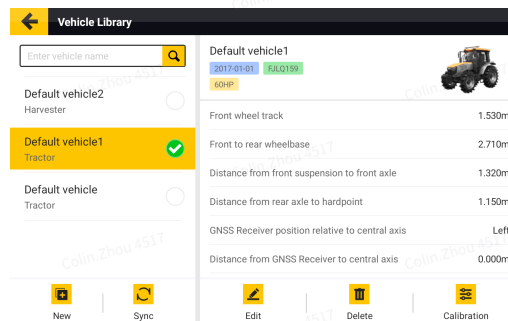 Vehicle Library
Enter vehicle name
Default vehicle2
Harvester
Default vehicle1
Tractor
Default vehicle
Tractor
New
Sync
Default vehicle1
2017-01-01 FJLQ159
60HP
Front wheel track 1.530m
Front to rear wheelbase 2.710m
Distance from front suspension to front axle 1.320m
Distance from rear axle to hardpoint 1.150m
GNSS Receiver position relative to central axis Left
Distance from GNSS Receiver to central axis 0.000m
Edit
Delete
Calibration
Colin.Zhou 4517